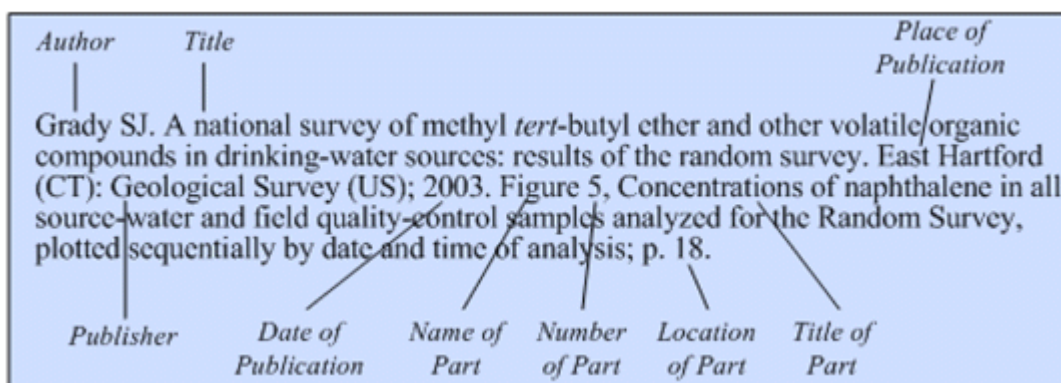 Author Title Place of
Publication
Grady SJ. A national survey of methyl tert-butyl ether and other volatile organic
compounds in drinking-water sources: results of the random survey. East Hartford
(CT): Geological Survey (US); 2003. Figure 5, Concentrations of naphthalene in all
source-water and field quality-control samples analyzed for the Random Survey,
plotted sequentially by date and time of analysis; p. 18.
Publisher Date of Name of Number Location Title of
Publication Part of Part of Part Part